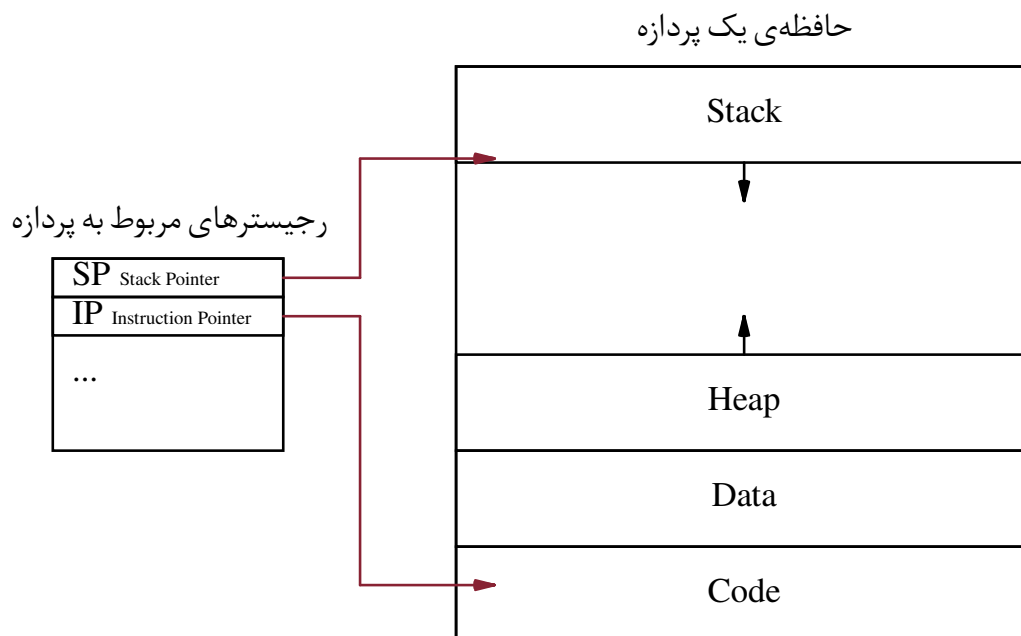 حافظه‌ی یک پردازه
Stack
رجیسترهای مربوط به پردازه
SP Stack Pointer
IP Instruction Pointer
...
Heap
Data
Code